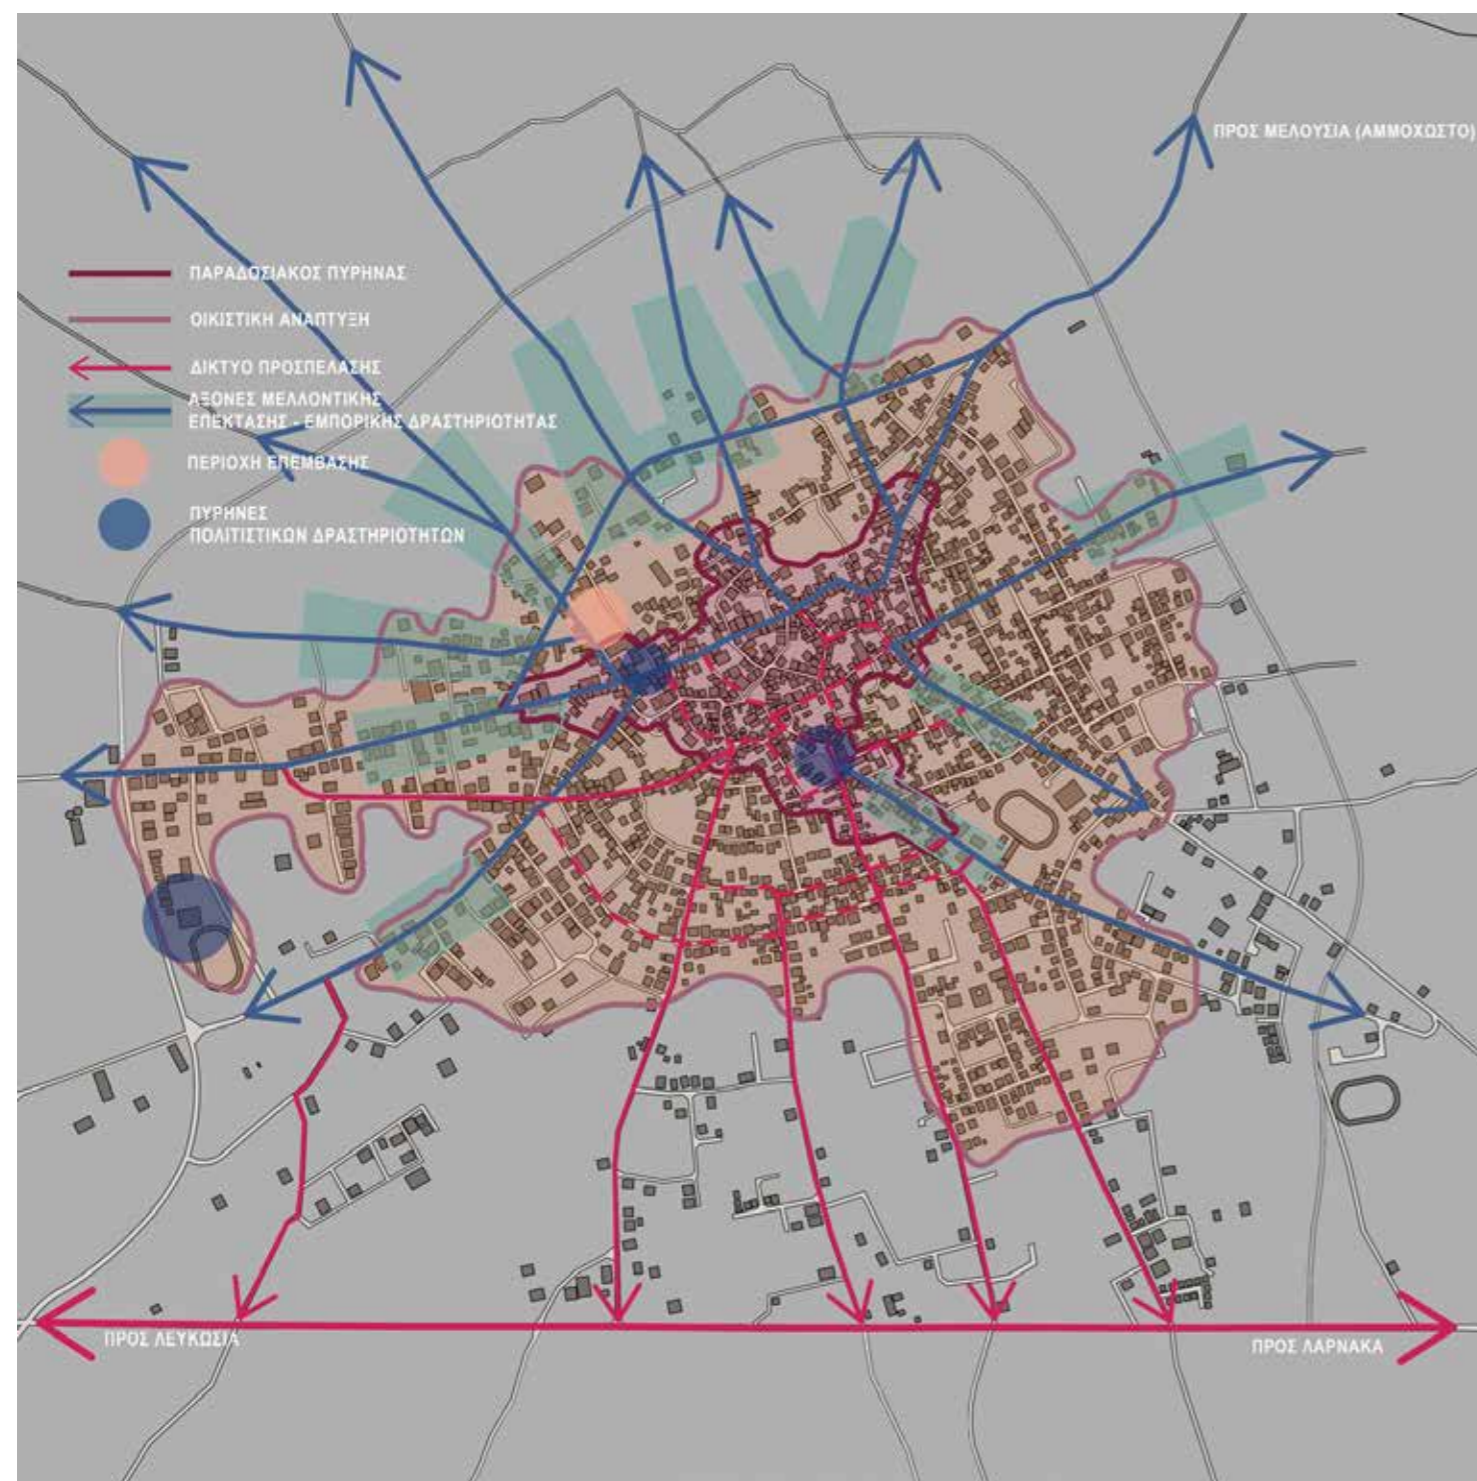 ΠΡΟΣ ΜΕΛΟΥΣΙΑ (ΑΜΜΟΧΩΣΤΟ)
ΠΑΡΑΔΟΣΙΑΚΟΣ ΠΥΡΗΝΑΣ
ΟΙΚΙΣΤΙΚΗ ΑΝΑΠΤΥΞΗ
ΔΙΚΤΥΟ ΠΡΟΣΠΕΛΑΣΗΣ
ΑΞΟΝΕΣ ΜΕΛΛΟΝΤΙΚΗΣ
ΕΠΕΚΤΑΣΗΣ - ΕΜΠΟΡΙΚΗΣ ΔΡΑΣΤΗΡΙΟΤΗΤΑΣ
ΠΕΡΙΟΧΗ ΕΠΕΜΒΑΣΗΣ
ΠΥΡΗΝΕΣ
ΠΟΛΙΤΙΣΤΙΚΩΝ ΔΡΑΣΤΗΡΙΟΤΗΤΩΝ
ΠΡΟΣ ΛΕΥΚΩΣΙΑ
ΠΡΟΣ ΛΑΡΝΑΚΑ